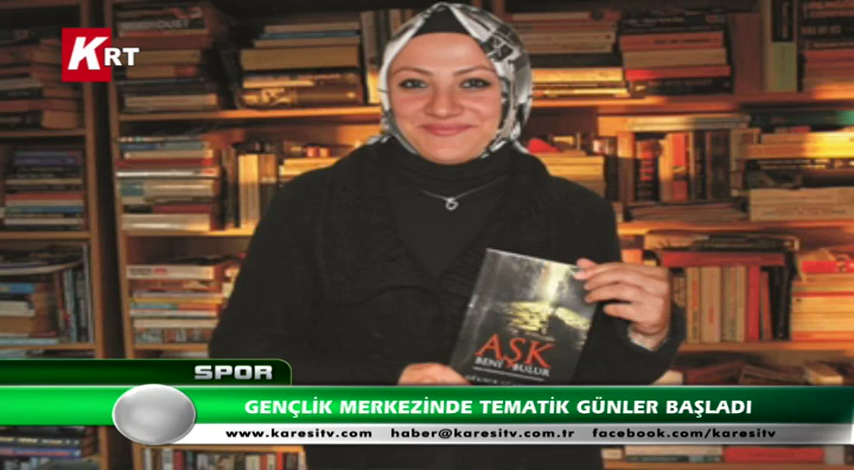 KRT
AŞK
BENİ BULUR
SPOR
GENÇLİK MERKEZİNDE TEMATİK GÜNLER BAŞLADI
www.karesitv.com haber@karesitv.com.tr facebook.com/karesitv